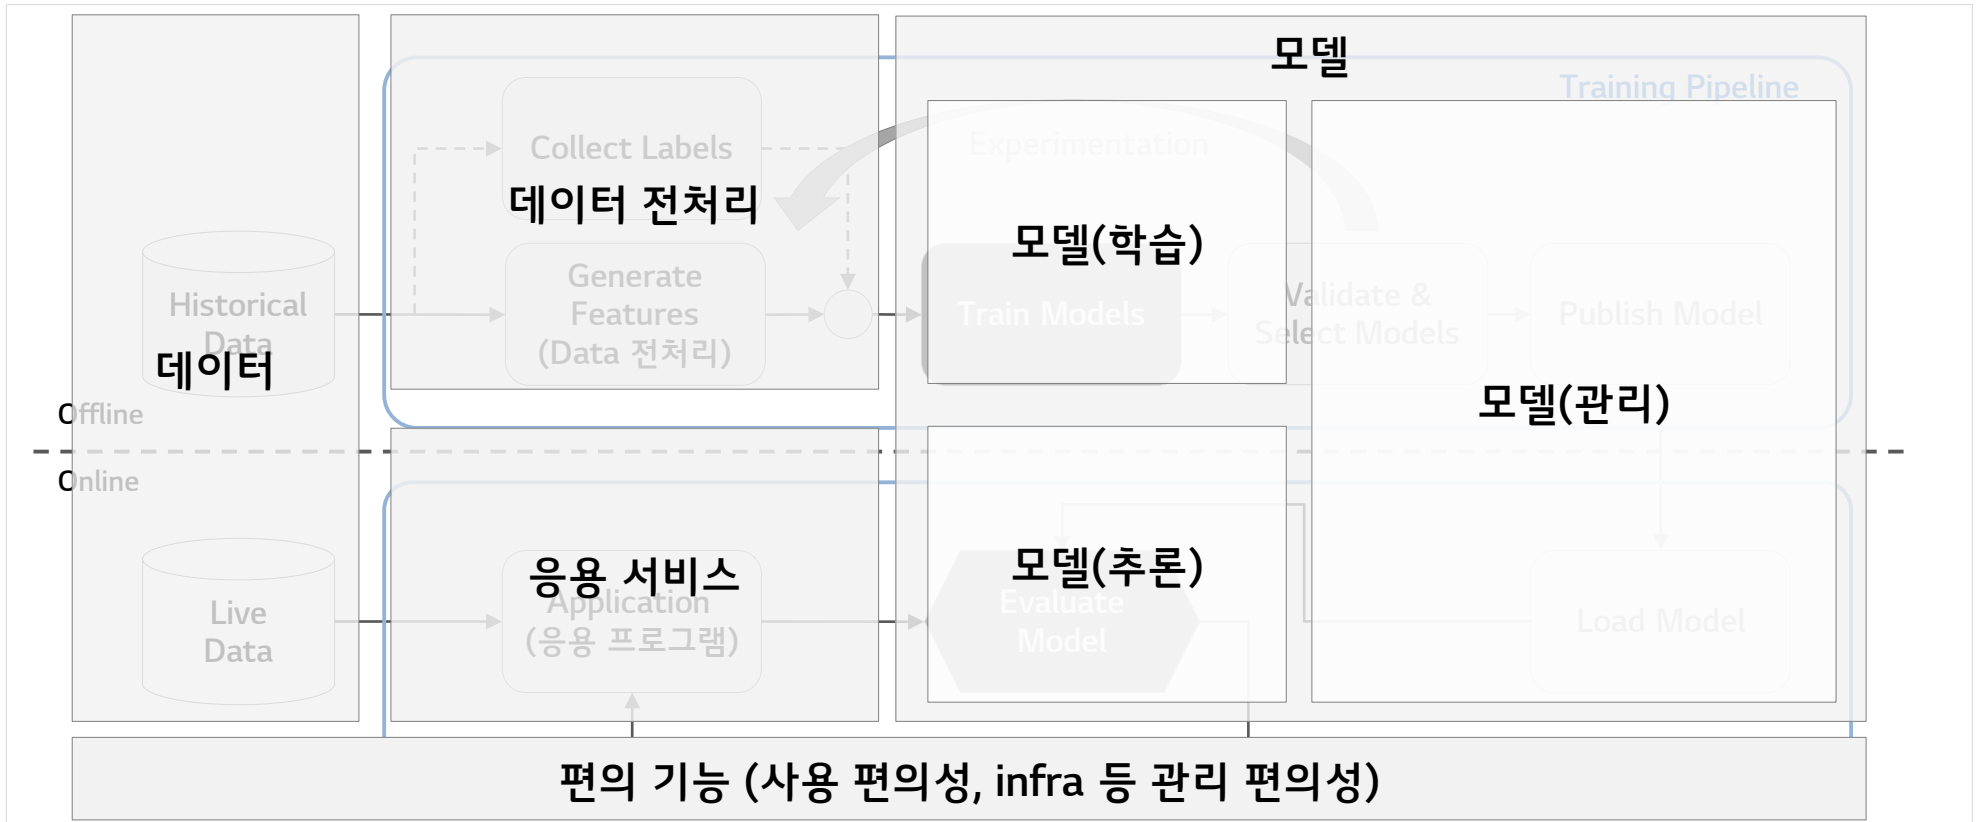 모델
Training Pipeline
Experimentation
Collect Labels
데이터 전처리
모델(학습)
Generate
Features
(Data 전처리)
Historical
Data
데이터
Train Models
Validate &
Select Models
Publish Model
모델(관리)
Offline
Online
응용 서비스
Application
(응용 프로그램)
모델(추론)
Evaluate
Model
Live
Data
Load Model
편의 기능 (사용 편의성, infra 등 관리 편의성)